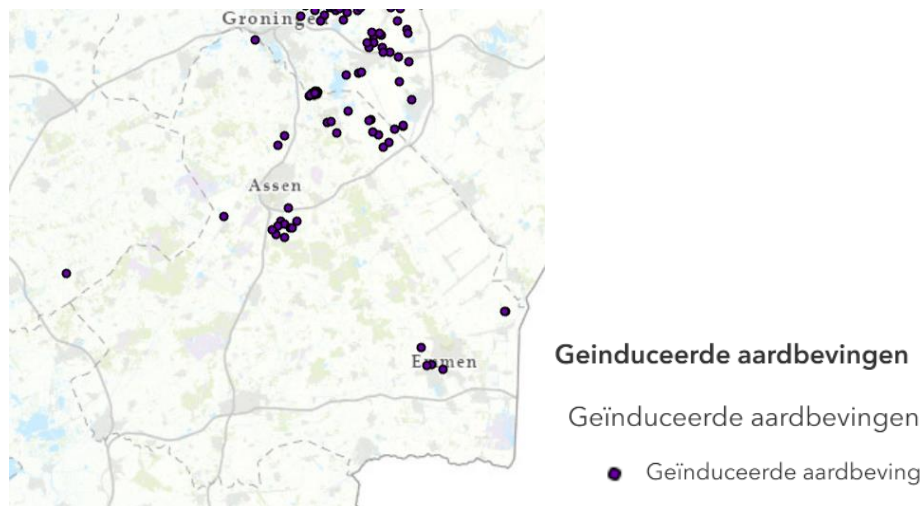 Groningen
Assen
Emmen
Geinduceerde aardbevingen
Geïnduceerde aardbevingen
Geïnduceerde aardbeving